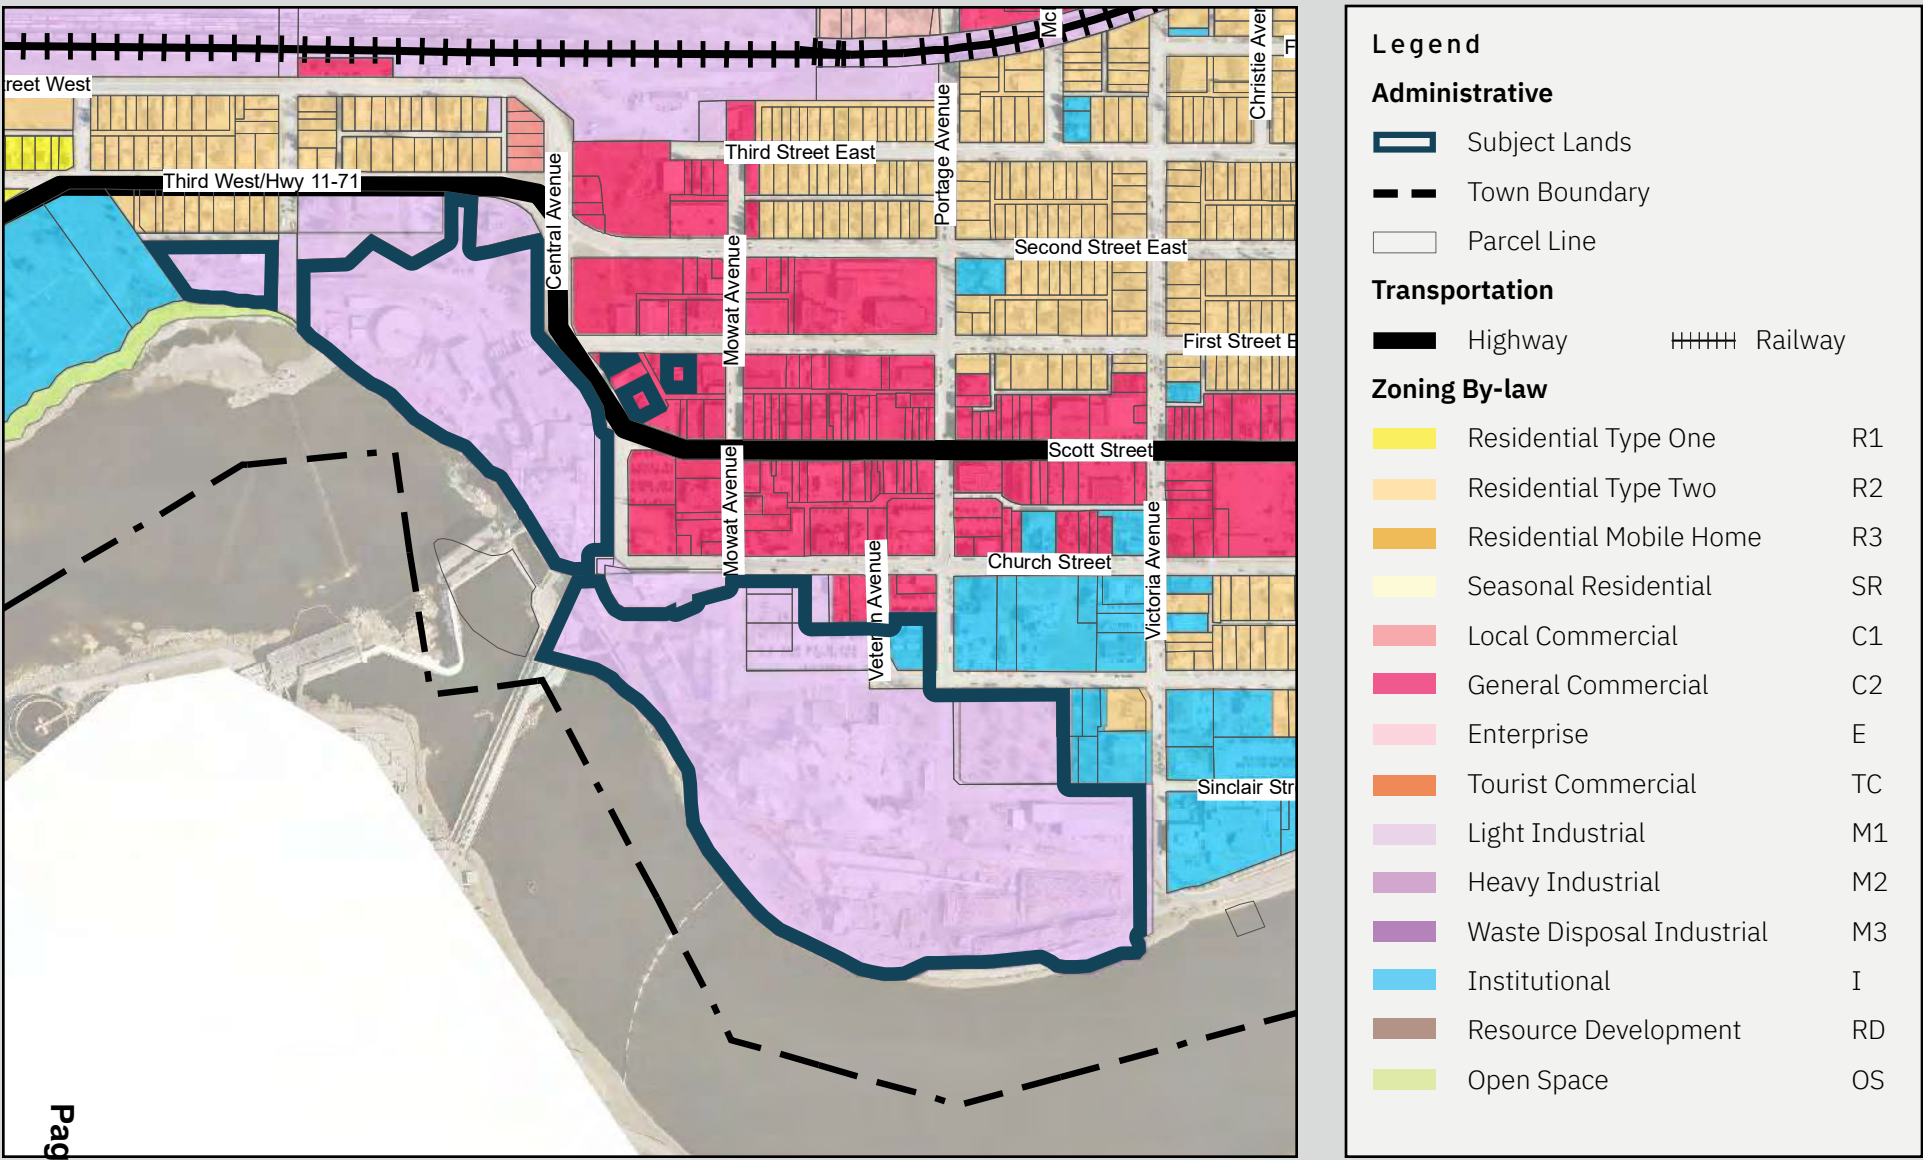 Mc
Christie Aven
F
treet West
Portage Avenue
Third Street East
Third West/Hwy 11-71
Central Avenue
Second Street East
Mowat Avenue
First Street E
Scott Street
Mowat Avenue
Victoria Avenue
Church Street
Sinclair Str
Pag
Legend
Administrative
Subject Lands
Town Boundary
Parcel Line
Transportation
Highway Railway
Zoning By-law
Residential Type One R1
Residential Type Two R2
Residential Mobile Home R3
Seasonal Residential SR
Local Commercial C1
General Commercial C2
Enterprise E
Tourist Commercial TC
Light Industrial M1
Heavy Industrial M2
Waste Disposal Industrial M3
Institutional I
Resource Development RD
Open Space OS